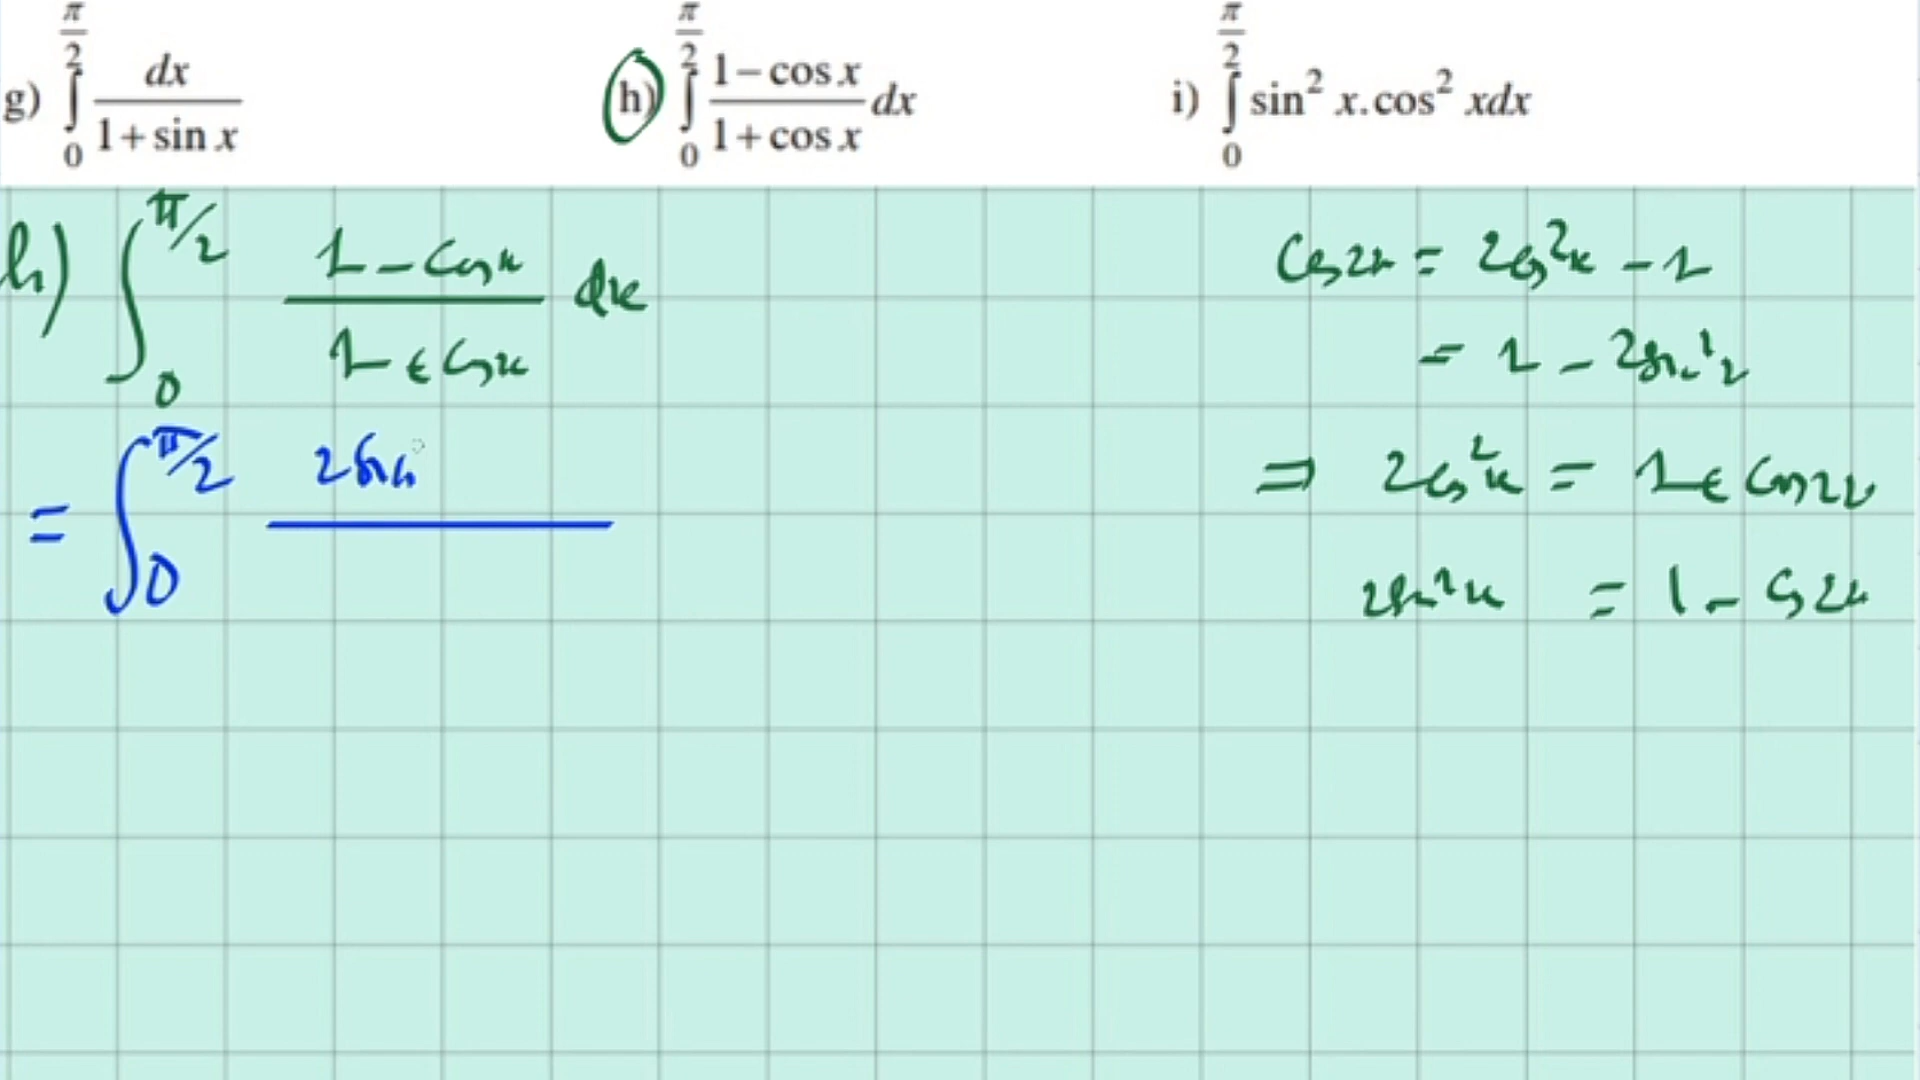 g) ∫₀^{π/2} dx / (1 + sin x)    h) ∫₀^{π/2} (1 − cos x) / (1 + cos x) dx    i) ∫₀^{π/2} sin² x.cos² xdx
h) ∫₀^{π/2} (1 − cos x) / (1 + cos x) dx
= ∫₀^{π/2} 2sin
cos2x = 2cos²x − 1
= 1 − 2sin²x
⇒ 2cos²x = 1 + cos2x
2sin²x = 1 − cos2x